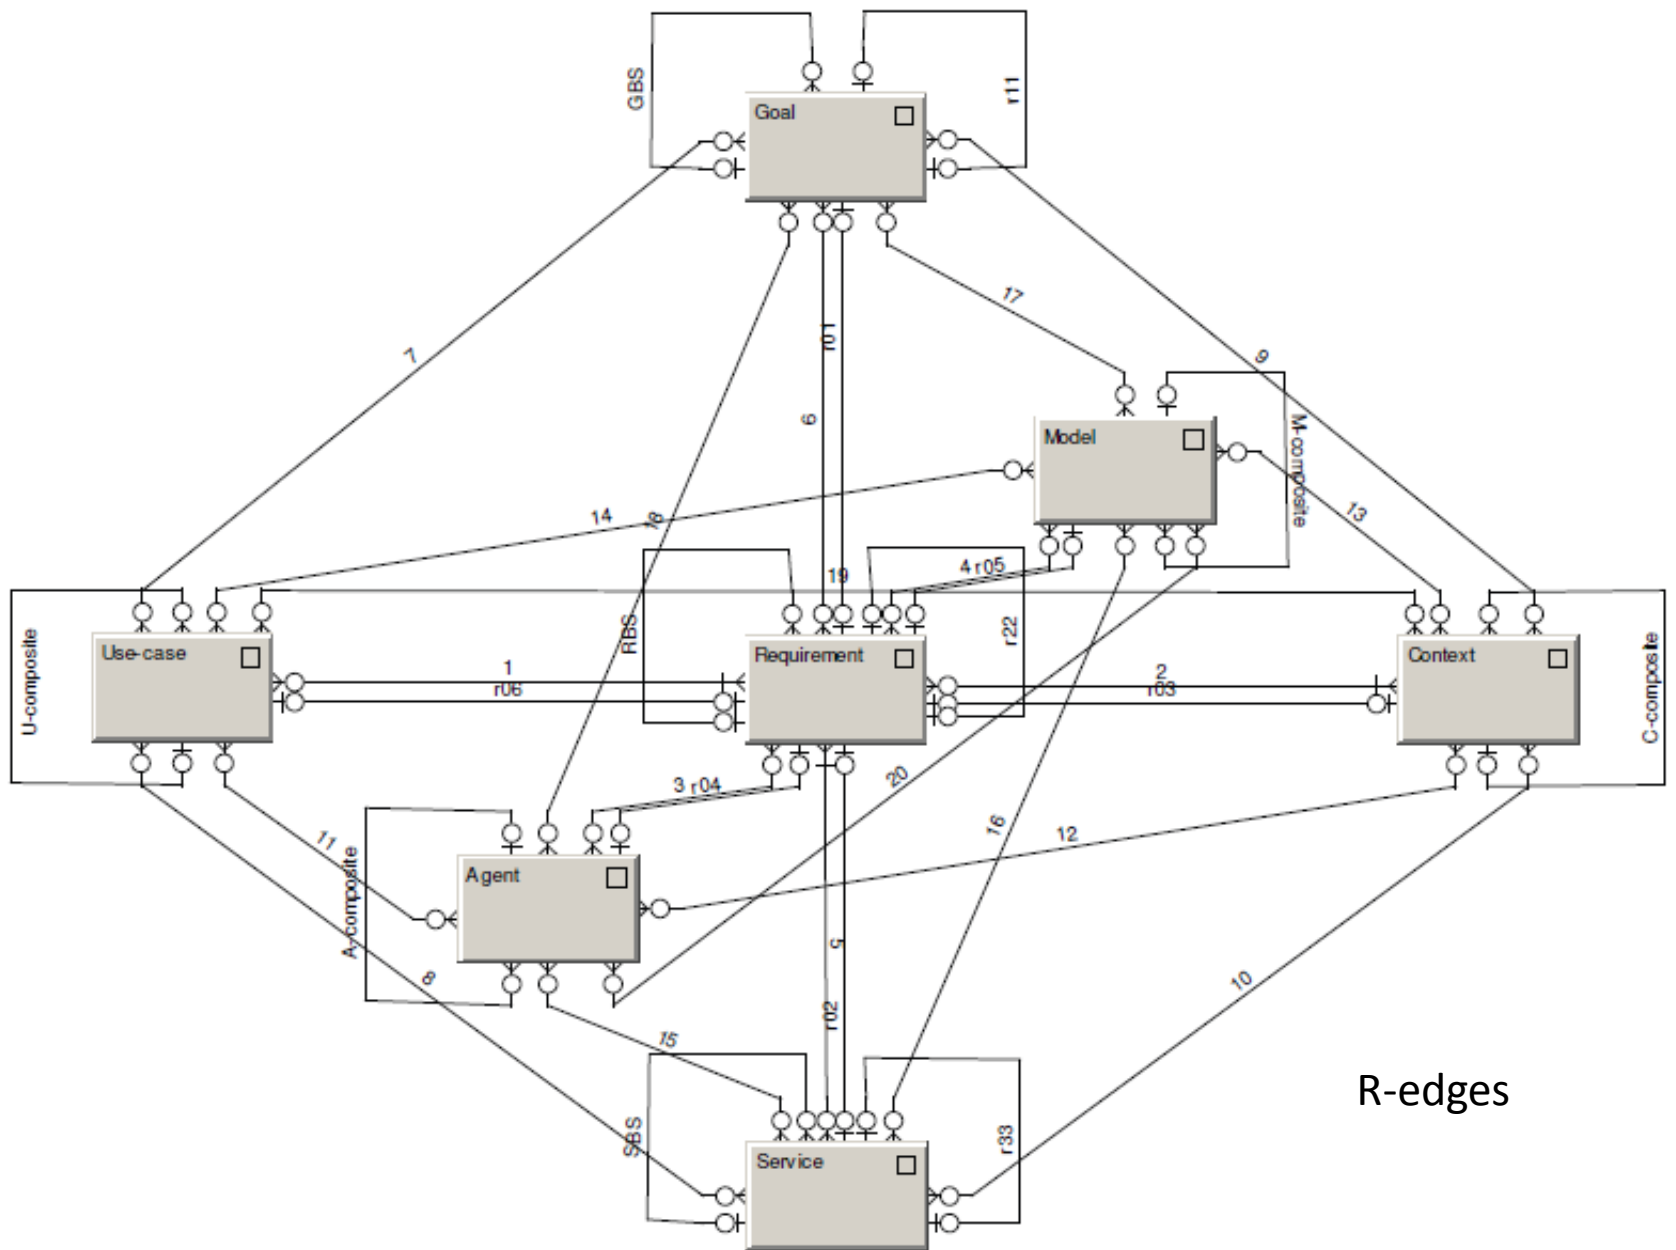 GBS
r11
Goal
7
17
9
r01
6
Model
M-composite
14
18
13
4 r05
19
U-composite
RBS
r22
Use-case
Requirement
Context
C-composite
1
r06
2
r03
3 r04
20
11
A-composite
Agent
16
12
8
5
10
r02
15
R-edges
SBS
r33
Service